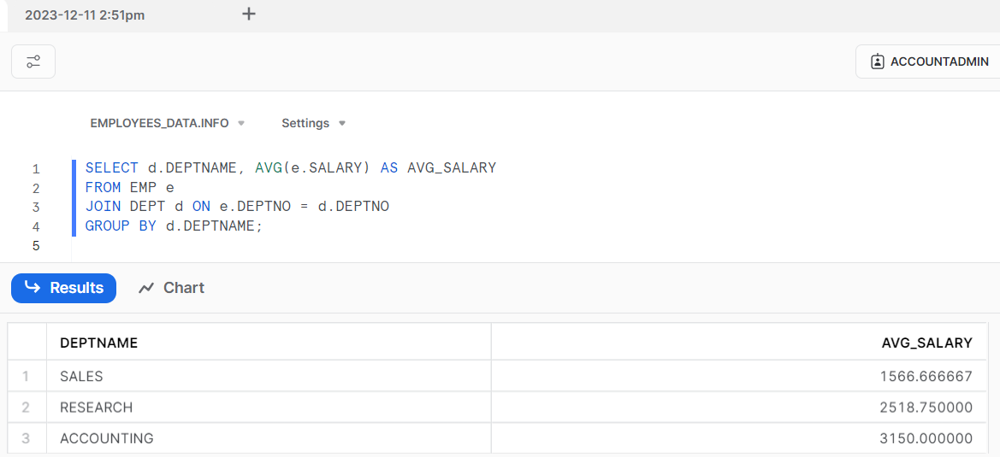 2023-12-11 2:51pm +
ACCOUNTADMIN
EMPLOYEES_DATA.INFO Settings
1 SELECT d.DEPTNAME, AVG(e.SALARY) AS AVG_SALARY
2 FROM EMP e
3 JOIN DEPT d ON e.DEPTNO = d.DEPTNO
4 GROUP BY d.DEPTNAME;
5
Results Chart
DEPTNAME AVG_SALARY
1 SALES 1566.666667
2 RESEARCH 2518.750000
3 ACCOUNTING 3150.000000